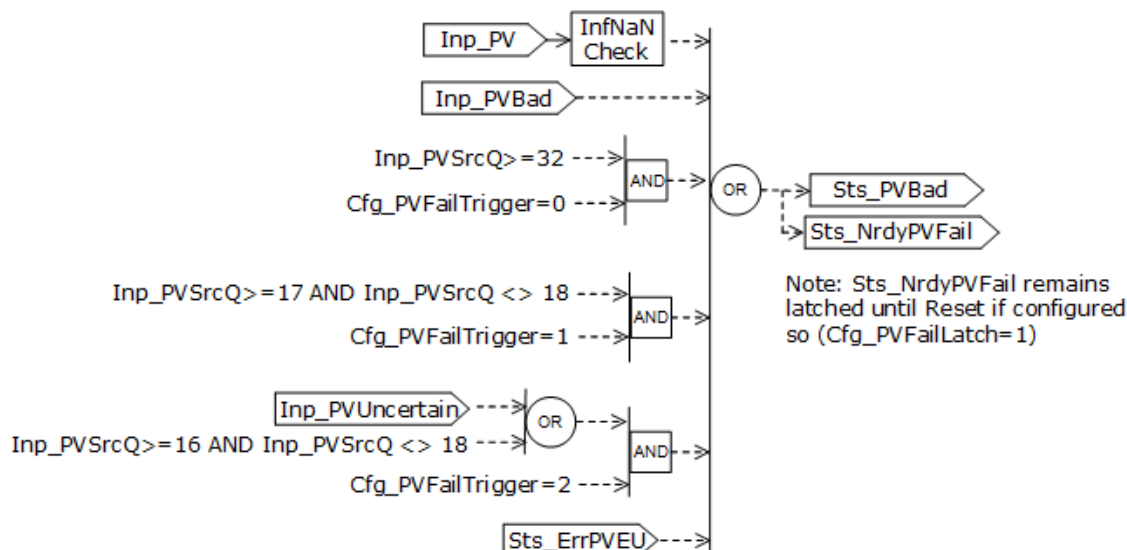 Inp_PV
InfNaN
Check
Inp_PVBad
Inp_PVSrcQ>=32
Cfg_PVFailTrigger=0
AND
OR
Sts_PVBad
Sts_NrdyPVFail
Note: Sts_NrdyPVFail remains
latched until Reset if configured
so (Cfg_PVFailLatch=1)
Inp_PVSrcQ>=17 AND Inp_PVSrcQ <> 18
Cfg_PVFailTrigger=1
AND
Inp_PVUncertain
Inp_PVSrcQ>=16 AND Inp_PVSrcQ <> 18
OR
Cfg_PVFailTrigger=2
AND
Sts_ErrPVEU